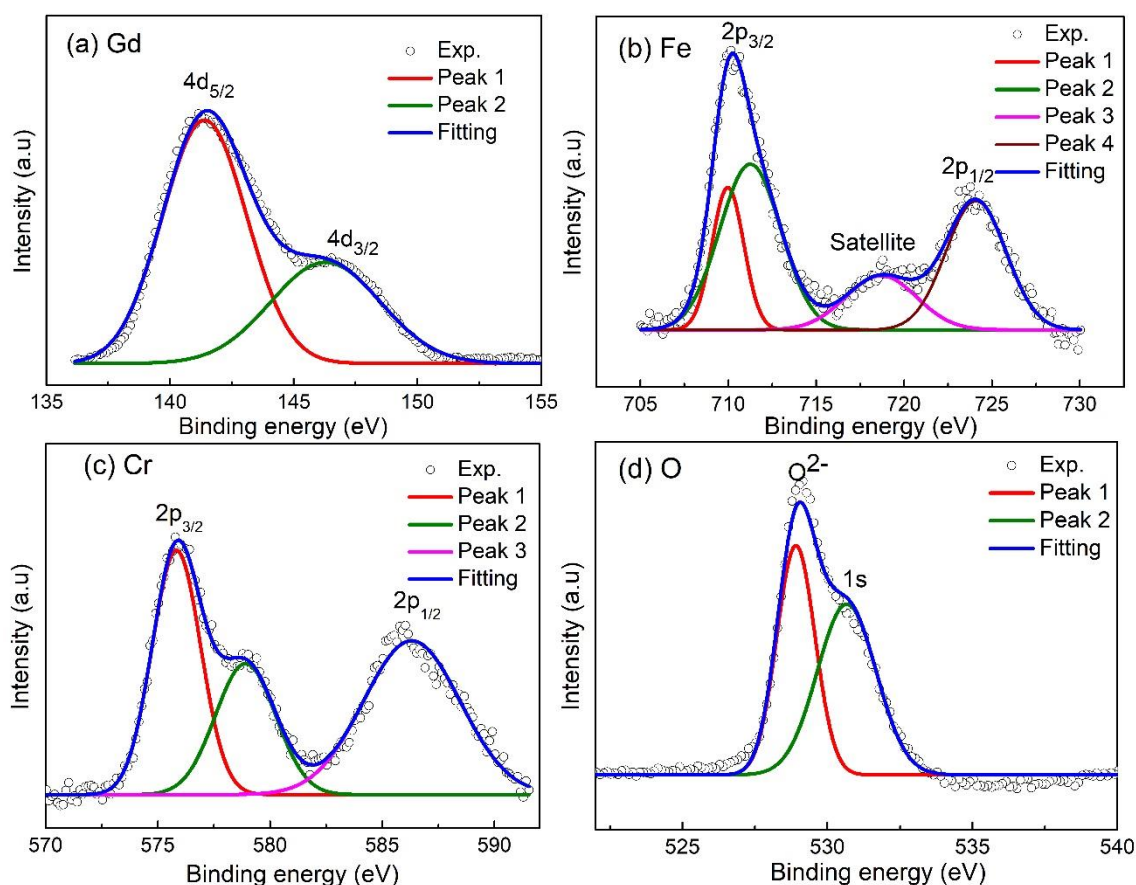 (a) Gd
4d5/2
4d3/2
Exp.
Peak 1
Peak 2
Fitting
Intensity (a.u)
135 140 145 150 155
Binding energy (eV)
(b) Fe
2p3/2
Satellite
2p1/2
Exp.
Peak 1
Peak 2
Peak 3
Peak 4
Fitting
Intensity (a.u)
705 710 715 720 725 730
Binding energy (eV)
(c) Cr
2p3/2
2p1/2
Exp.
Peak 1
Peak 2
Peak 3
Fitting
Intensity (a.u)
570 575 580 585 590
Binding energy (eV)
(d) O
O2-
1s
Exp.
Peak 1
Peak 2
Fitting
Intensity (a.u)
525 530 535 540
Binding energy (eV)